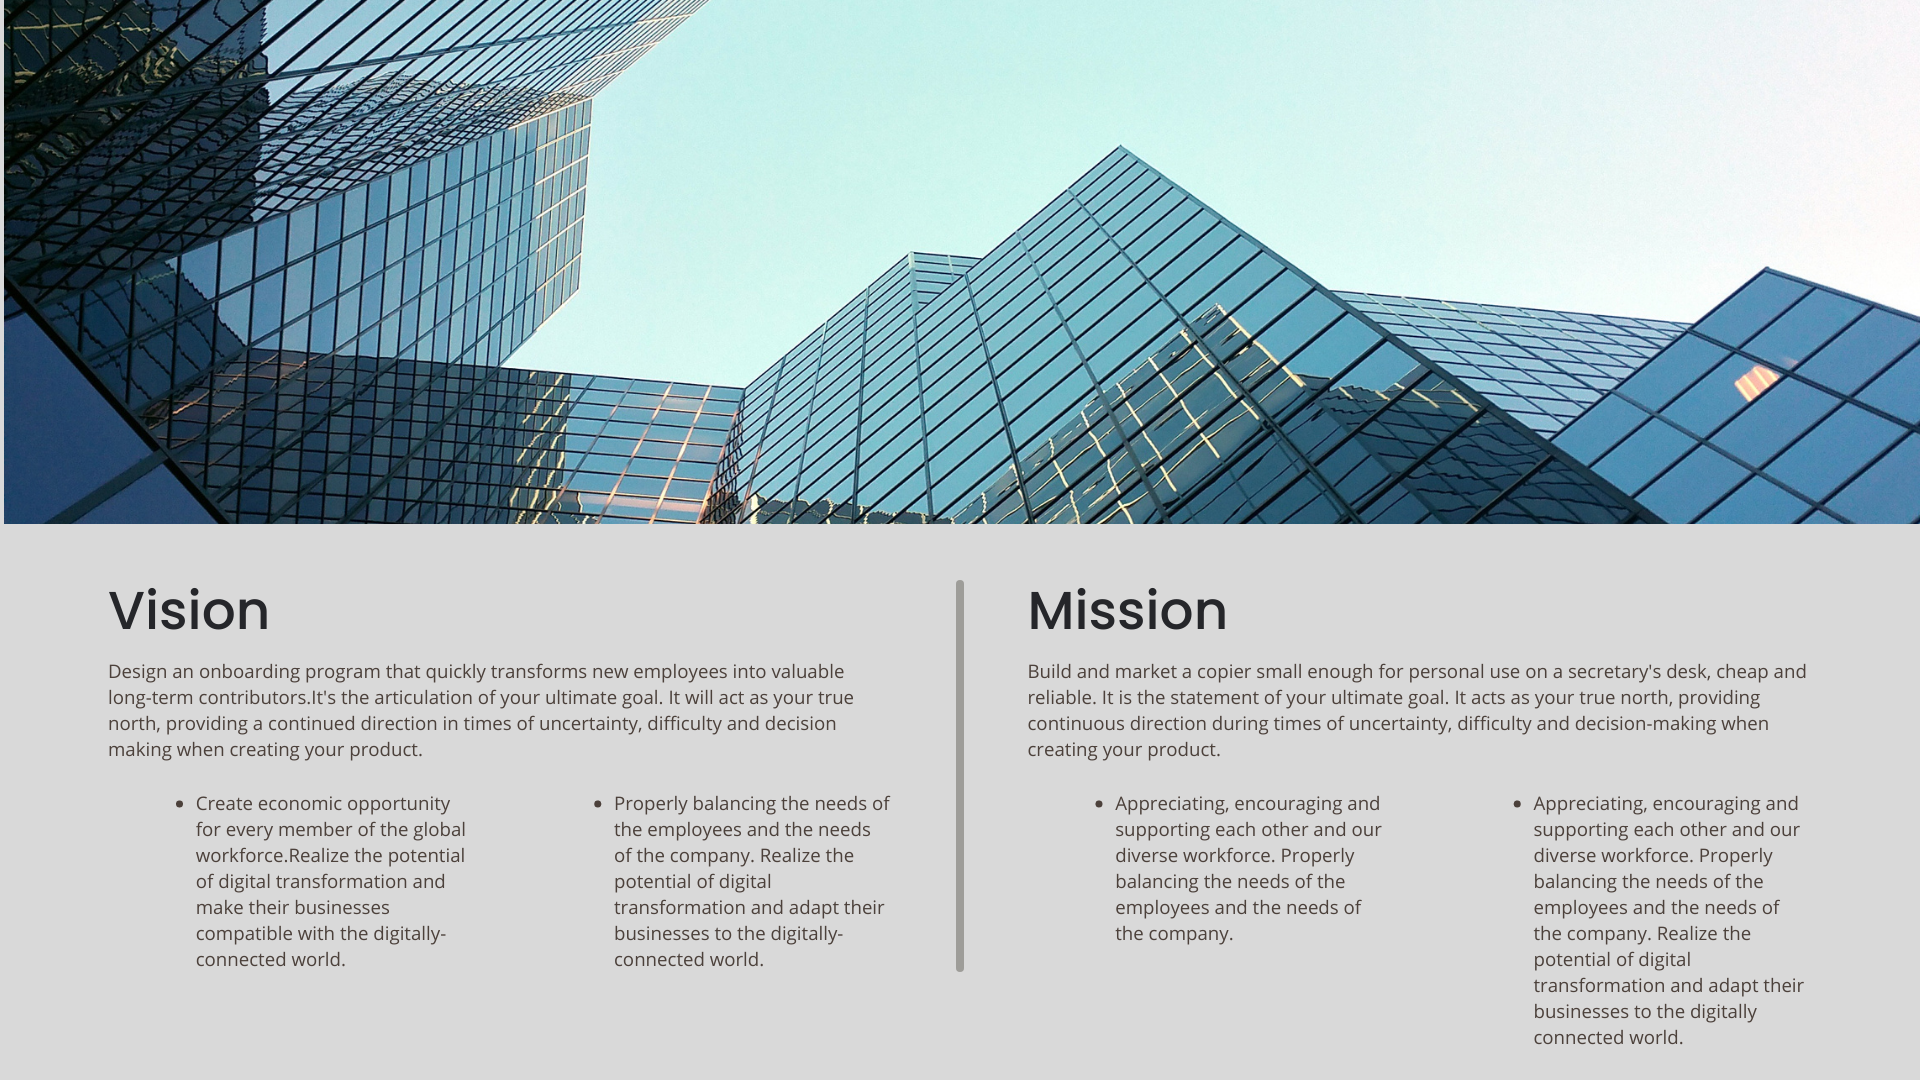 Vision
Design an onboarding program that quickly transforms new employees into valuable
long-term contributors.It's the articulation of your ultimate goal. It will act as your true
north, providing a continued direction in times of uncertainty, difficulty and decision
making when creating your product.
Create economic opportunity
for every member of the global
workforce.Realize the potential
of digital transformation and
make their businesses
compatible with the digitally-
connected world.
Properly balancing the needs of
the employees and the needs
of the company. Realize the
potential of digital
transformation and adapt their
businesses to the digitally-
connected world.
Mission
Build and market a copier small enough for personal use on a secretary's desk, cheap and
reliable. It is the statement of your ultimate goal. It acts as your true north, providing
continuous direction during times of uncertainty, difficulty and decision-making when
creating your product.
Appreciating, encouraging and
supporting each other and our
diverse workforce. Properly
balancing the needs of the
employees and the needs of
the company.
Appreciating, encouraging and
supporting each other and our
diverse workforce. Properly
balancing the needs of the
employees and the needs of
the company. Realize the
potential of digital
transformation and adapt their
businesses to the digitally
connected world.